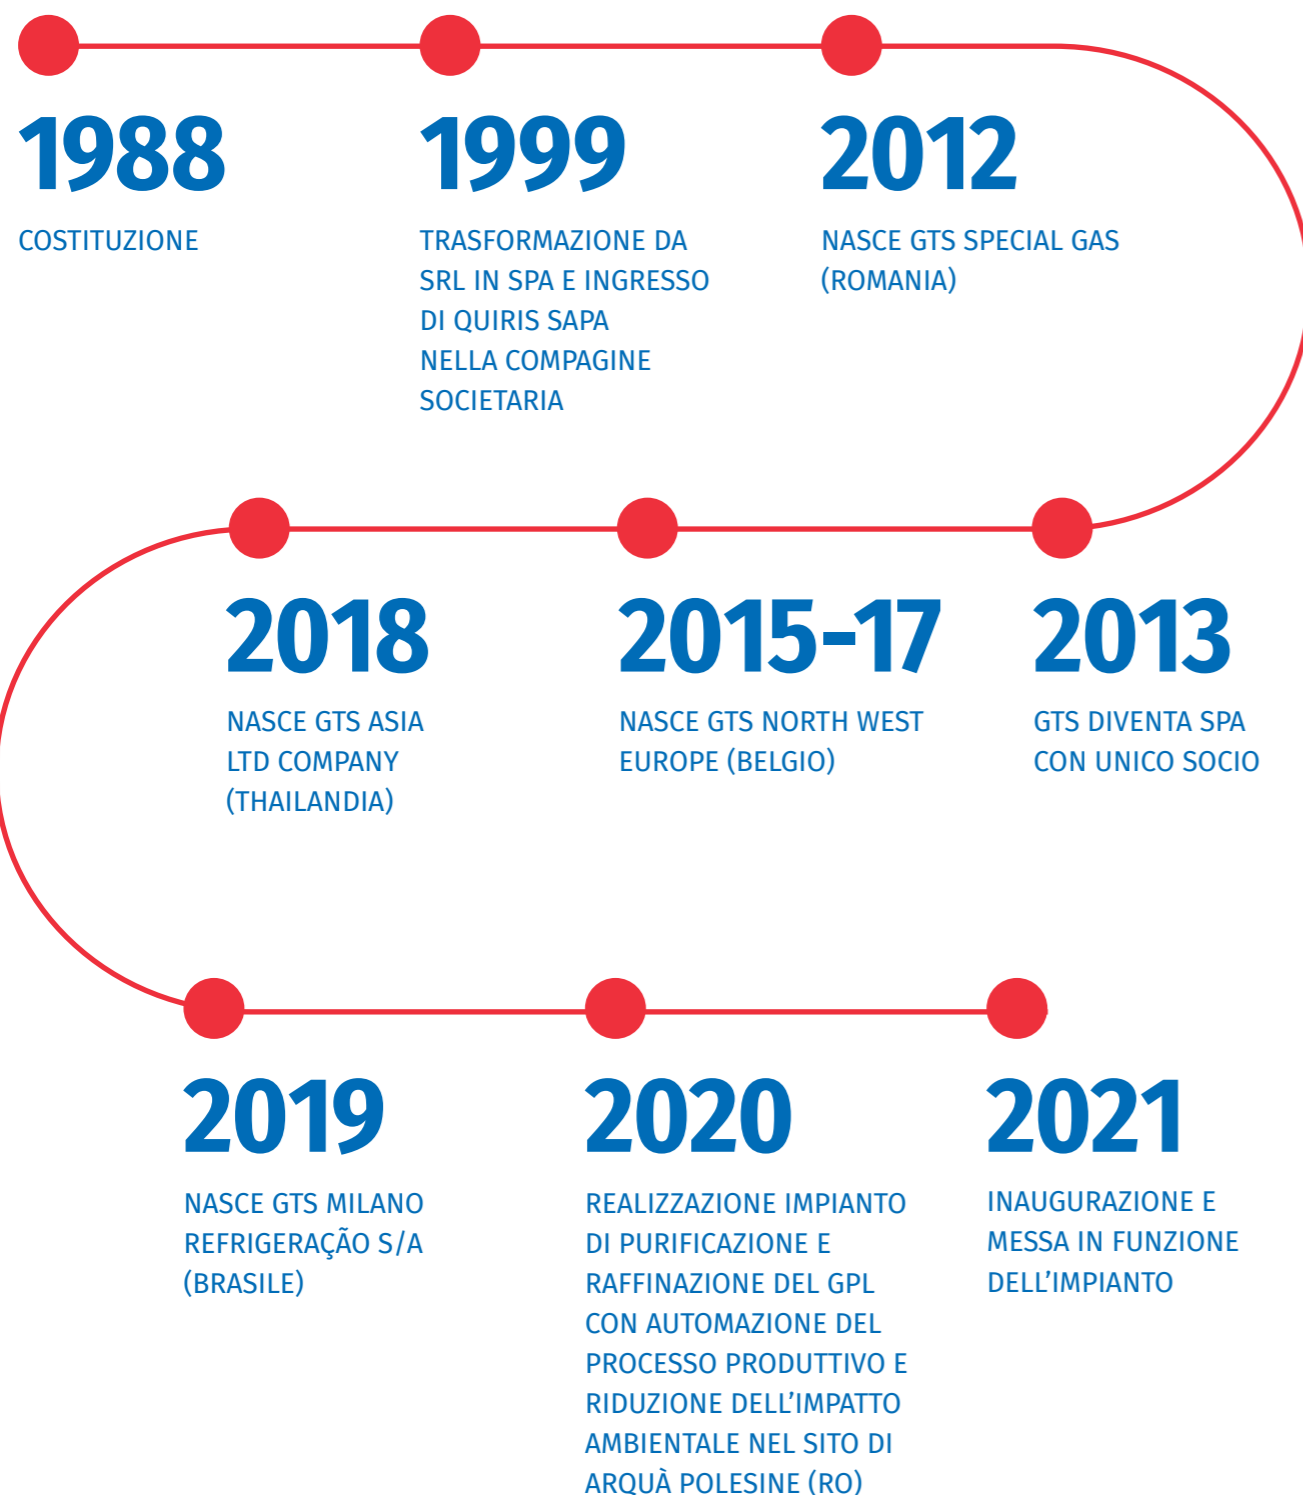 1988
COSTITUZIONE
1999
TRASFORMAZIONE DA
SRL IN SPA E INGRESSO
DI QUIRIS SAPA
NELLA COMPAGINE
SOCIETARIA
2012
NASCE GTS SPECIAL GAS
(ROMANIA)
2013
GTS DIVENTA SPA
CON UNICO SOCIO
2015-17
NASCE GTS NORTH WEST
EUROPE (BELGIO)
2018
NASCE GTS ASIA
LTD COMPANY
(THAILANDIA)
2019
NASCE GTS MILANO
REFRIGERAÇÃO S/A
(BRASILE)
2020
REALIZZAZIONE IMPIANTO
DI PURIFICAZIONE E
RAFFINAZIONE DEL GPL
CON AUTOMAZIONE DEL
PROCESSO PRODUTTIVO E
RIDUZIONE DELL'IMPATTO
AMBIENTALE NEL SITO DI
ARQUÀ POLESINE (RO)
2021
INAUGURAZIONE E
MESSA IN FUNZIONE
DELL'IMPIANTO